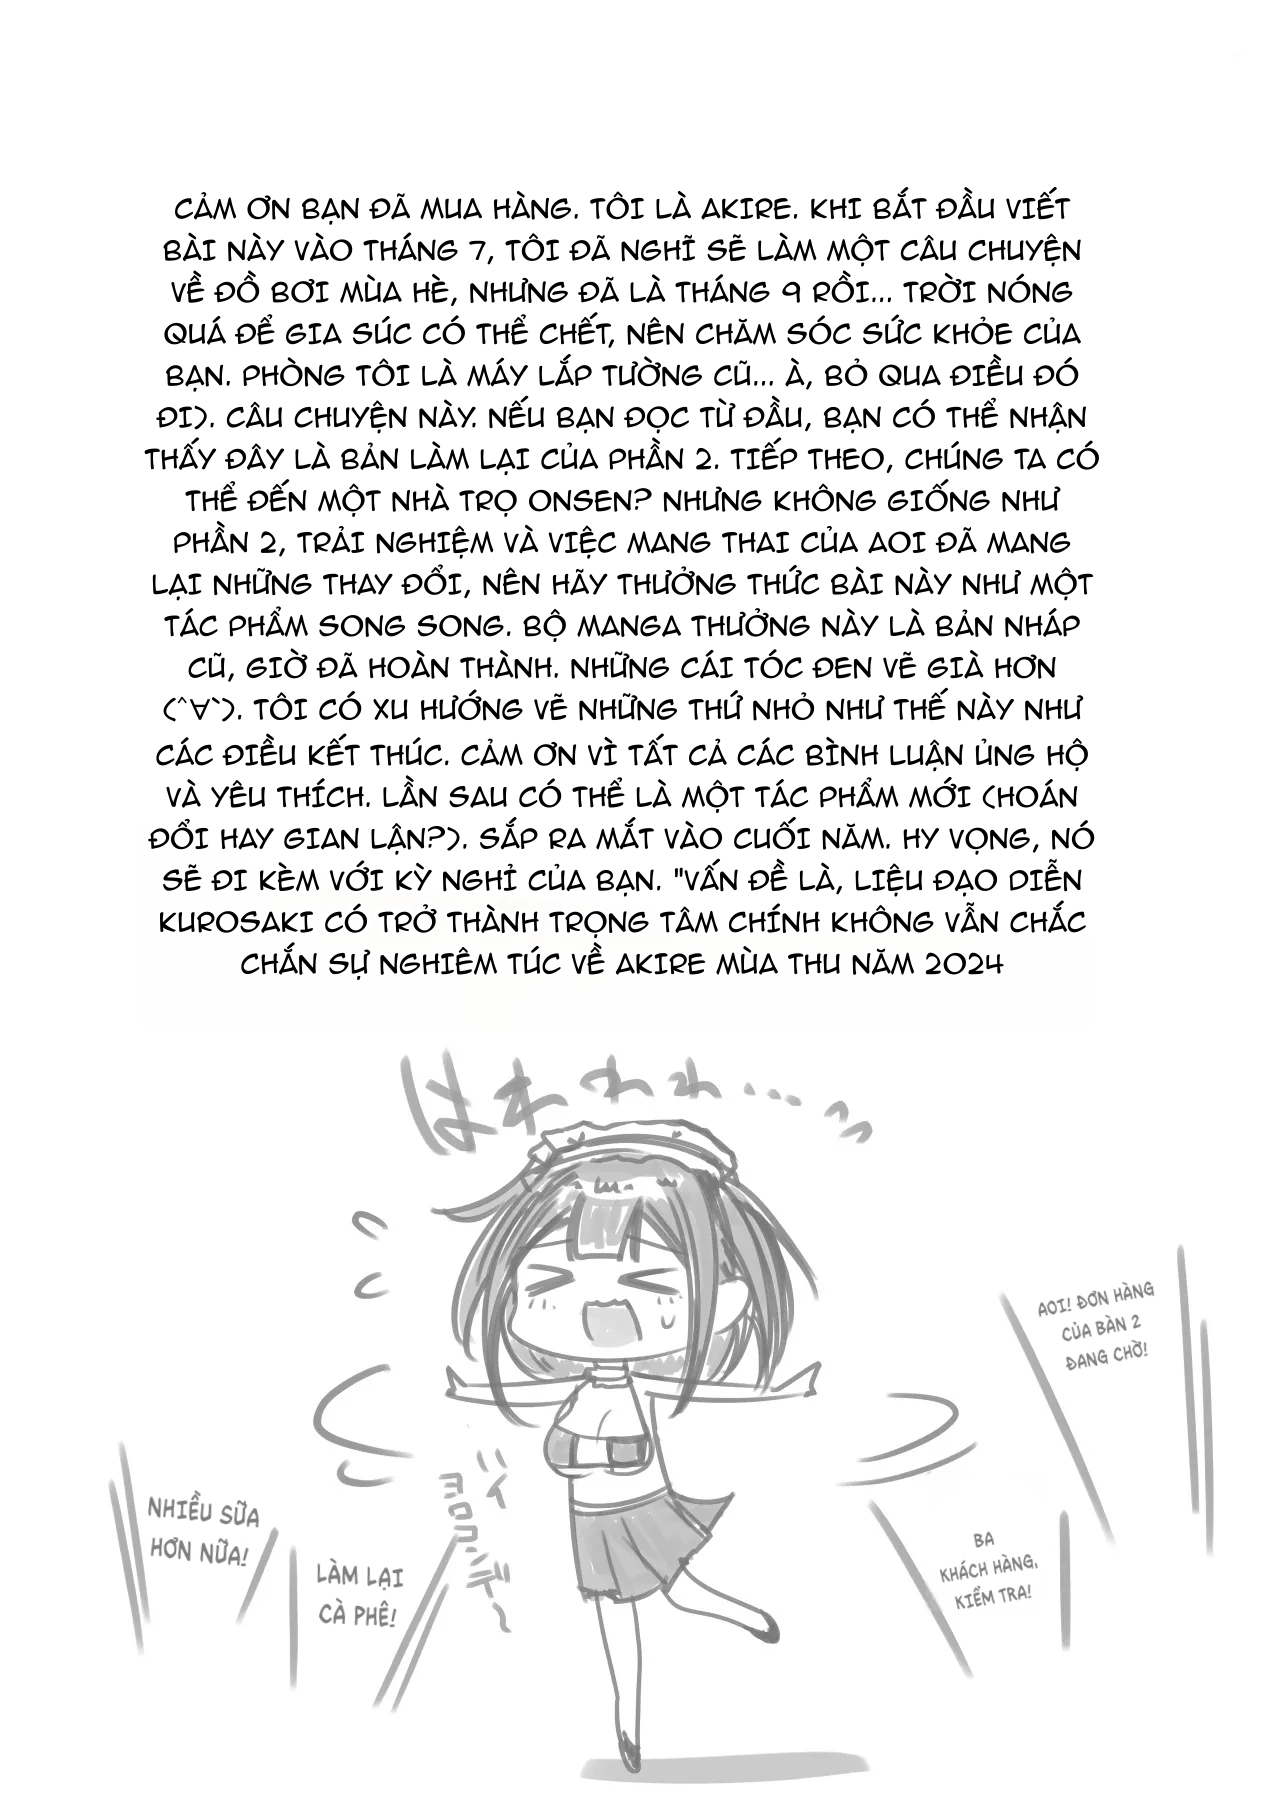 CẢM ƠN BẠN ĐÃ MUA HÀNG. TÔI LÀ AKIRE. KHI BẮT ĐẦU VIẾT
BÀI NÀY VÀO THÁNG 7, TÔI ĐÃ NGHĨ SẼ LÀM MỘT CÂU CHUYỆN
VỀ ĐỒ BƠI MÙA HÈ, NHƯNG ĐÃ LÀ THÁNG 9 RỒI... TRỜI NÓNG
QUÁ ĐỂ GIA SÚC CÓ THỂ CHẾT, NÊN CHĂM SÓC SỨC KHỎE CỦA
BẠN. PHÒNG TÔI LÀ MÁY LẮP TƯỜNG CŨ... À, BỎ QUA ĐIỀU ĐÓ
ĐI). CÂU CHUYỆN NÀY. NẾU BẠN ĐỌC TỪ ĐẦU, BẠN CÓ THỂ NHẬN
THẤY ĐÂY LÀ BẢN LÀM LẠI CỦA PHẦN 2. TIẾP THEO, CHÚNG TA CÓ
THỂ ĐẾN MỘT NHÀ TRỌ ONSEN? NHƯNG KHÔNG GIỐNG NHƯ
PHẦN 2, TRẢI NGHIỆM VÀ VIỆC MANG THAI CỦA AOI ĐÃ MANG
LẠI NHỮNG THAY ĐỔI, NÊN HÃY THƯỞNG THỨC BÀI NÀY NHƯ MỘT
TÁC PHẨM SONG SONG. BỘ MANGA THƯỞNG NÀY LÀ BẢN NHÁP
CŨ, GIỜ ĐÃ HOÀN THÀNH. NHỮNG CÁI TÓC ĐEN VẼ GIÀ HƠN
(^∀`). TÔI CÓ XU HƯỚNG VẼ NHỮNG THỨ NHỎ NHƯ THẾ NÀY NHƯ
CÁC ĐIỀU KẾT THÚC. CẢM ƠN VÌ TẤT CẢ CÁC BÌNH LUẬN ỦNG HỘ
VÀ YÊU THÍCH. LẦN SAU CÓ THỂ LÀ MỘT TÁC PHẨM MỚI (HOÁN
ĐỔI HAY GIAN LẬN?). SẮP RA MẮT VÀO CUỐI NĂM. HY VỌNG, NÓ
SẼ ĐI KÈM VỚI KỲ NGHỈ CỦA BẠN. "VẤN ĐỀ LÀ, LIỆU ĐẠO DIỄN
KUROSAKI CÓ TRỞ THÀNH TRỌNG TÂM CHÍNH KHÔNG VẪN CHẮC
CHẮN SỰ NGHIÊM TÚC VỀ AKIRE MÙA THU NĂM 2024
はわわわ…っ
AOI! ĐƠN HÀNG
CỦA BÀN 2
ĐANG CHỜ!
ハイ
ヨロコンデ〜
NHIỀU SỮA
HƠN NỮA!
LÀM LẠI
CÀ PHÊ!
BA
KHÁCH HÀNG,
KIỂM TRA!